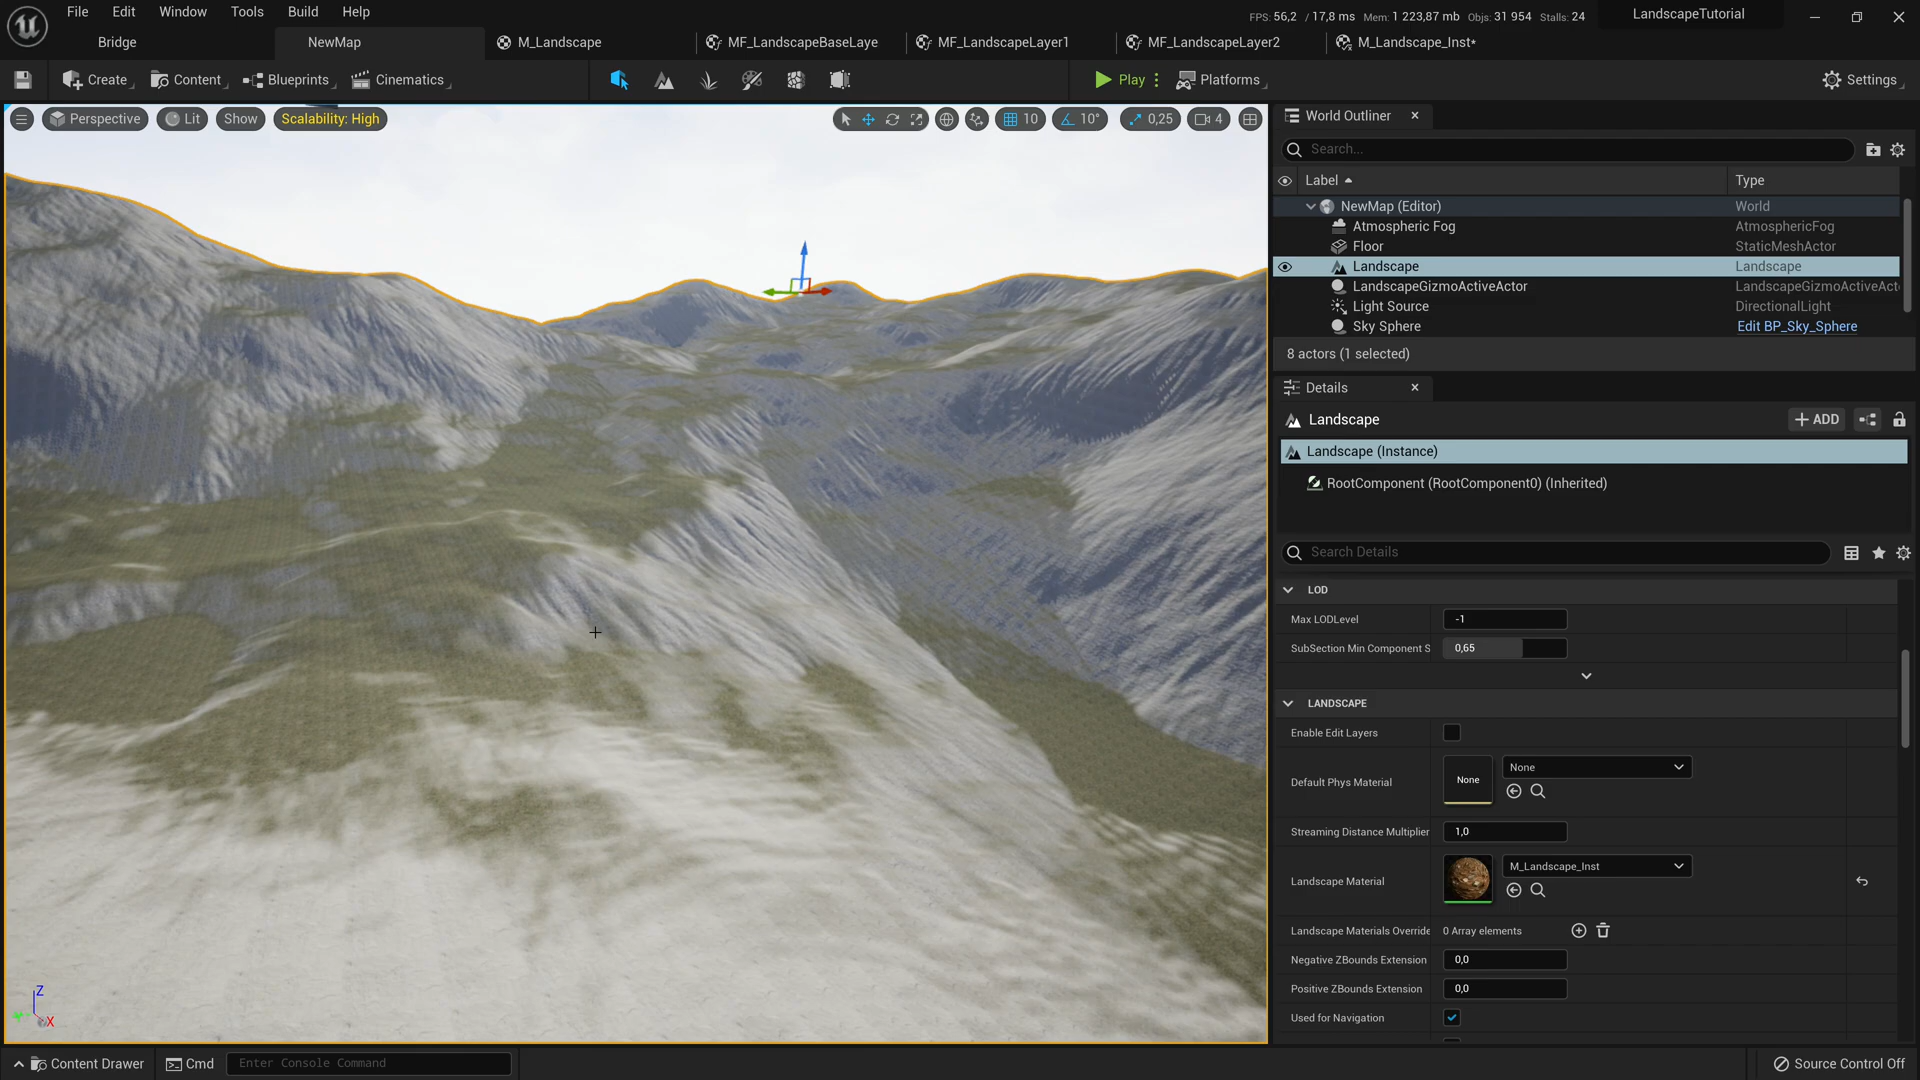 File Edit Window Tools Build Help
FPS: 56,2 / 17,8 ms Mem: 1 223,87 mb Objs: 31 954 Stalls: 24
LandscapeTutorial
Bridge
NewMap
M_Landscape
MF_LandscapeBaseLaye
MF_LandscapeLayer1
MF_LandscapeLayer2
M_Landscape_Inst*
Create
Content
Blueprints
Cinematics
Play
Platforms
Settings
Perspective
Lit
Show
Scalability: High
10
10°
0,25
4
World Outliner
Search...
Label
Type
NewMap (Editor) World
Atmospheric Fog AtmosphericFog
Floor StaticMeshActor
Landscape Landscape
LandscapeGizmoActiveActor LandscapeGizmoActiveAct
Light Source DirectionalLight
Sky Sphere Edit BP_Sky_Sphere
8 actors (1 selected)
Details
Landscape
ADD
Landscape (Instance)
RootComponent (RootComponent0) (Inherited)
Search Details
LOD
Max LODLevel -1
SubSection Min Component S 0,65
LANDSCAPE
Enable Edit Layers
Default Phys Material
None
None
Streaming Distance Multiplier 1,0
Landscape Material
M_Landscape_Inst
Landscape Materials Override 0 Array elements
Negative ZBounds Extension 0,0
Positive ZBounds Extension 0,0
Used for Navigation
Z
X
Content Drawer
Cmd
Enter Console Command
Source Control Off